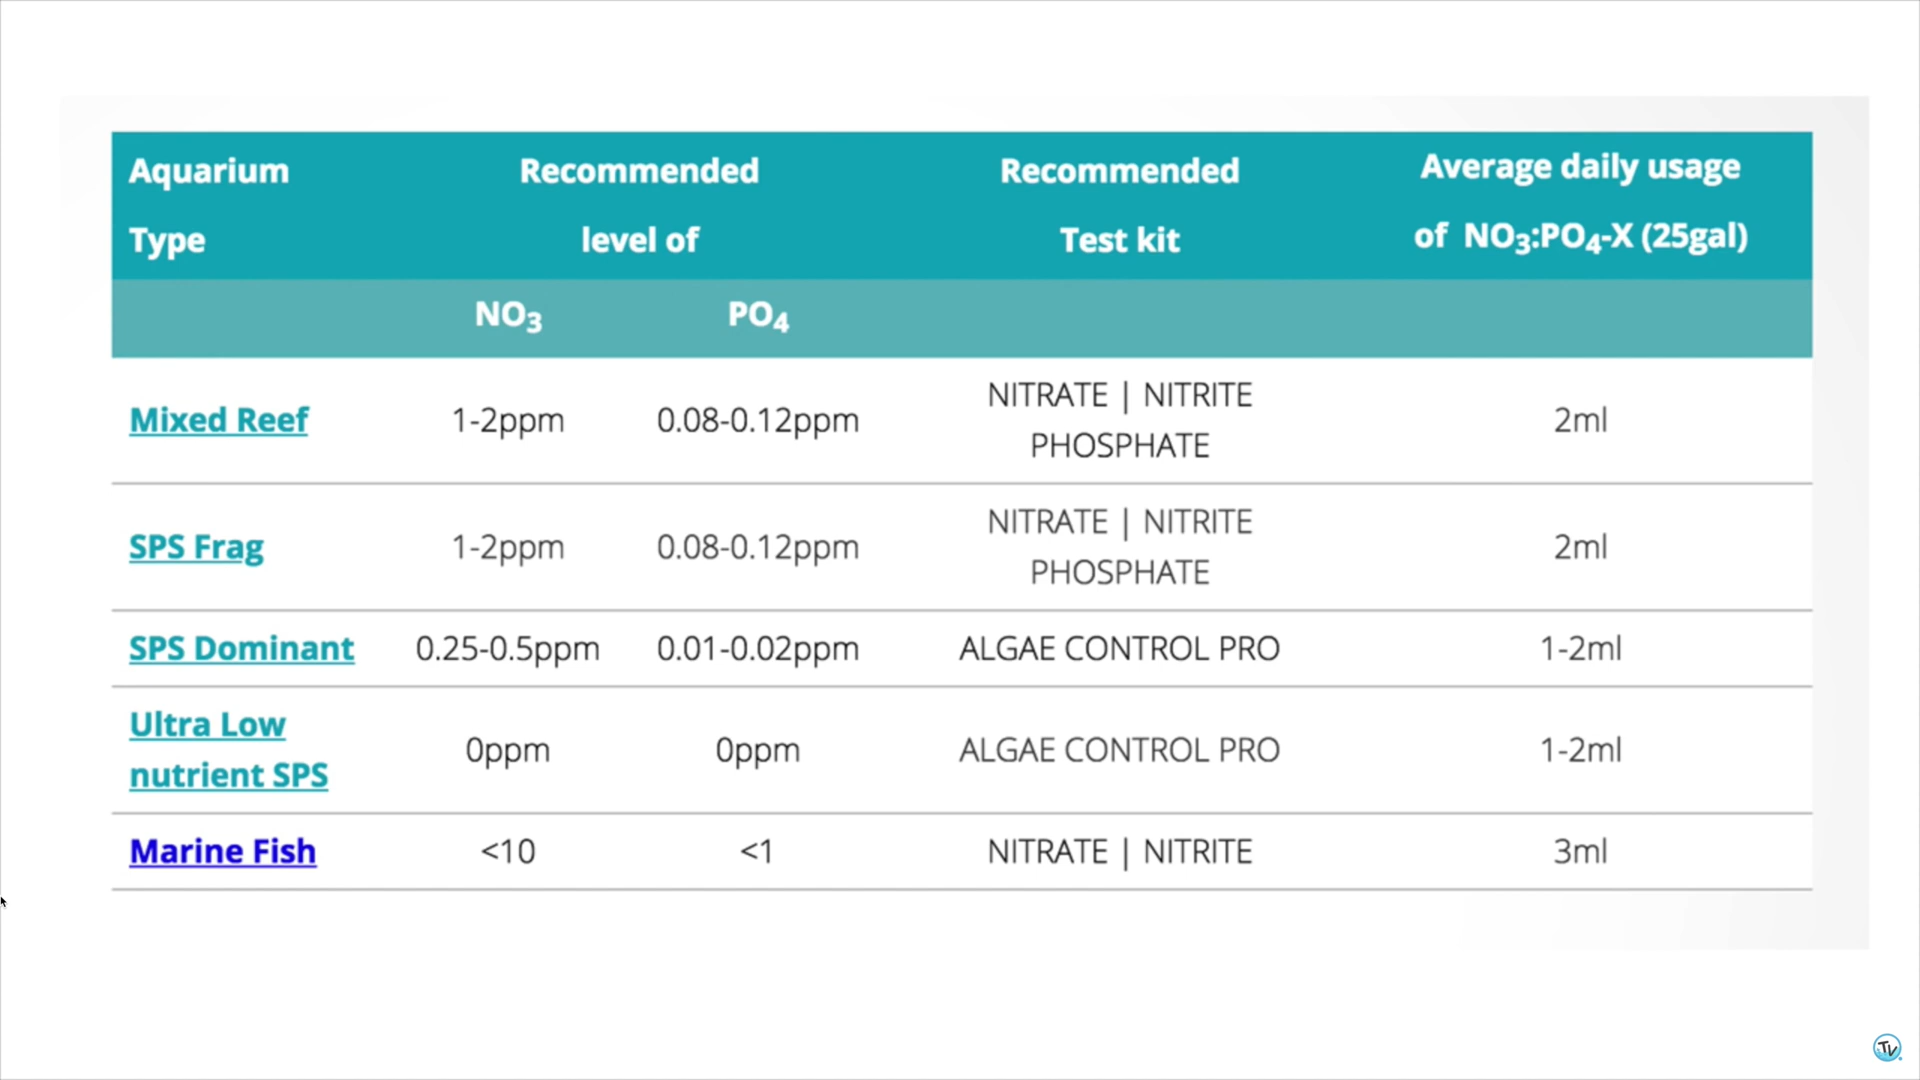 Aquarium Type
Recommended level of
Recommended Test kit
Average daily usage of NO₃:PO₄-X (25gal)
NO₃ PO₄
Mixed Reef 1-2ppm 0.08-0.12ppm NITRATE | NITRITE PHOSPHATE 2ml
SPS Frag 1-2ppm 0.08-0.12ppm NITRATE | NITRITE PHOSPHATE 2ml
SPS Dominant 0.25-0.5ppm 0.01-0.02ppm ALGAE CONTROL PRO 1-2ml
Ultra Low nutrient SPS 0ppm 0ppm ALGAE CONTROL PRO 1-2ml
Marine Fish <10 <1 NITRATE | NITRITE 3ml
TV